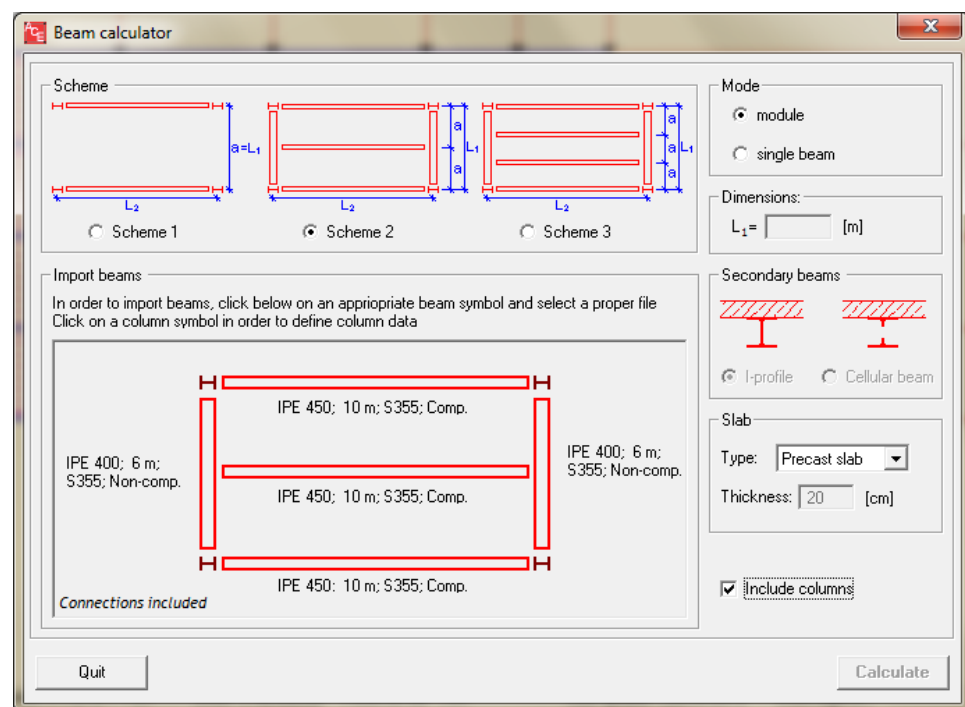 ACE Beam calculator
Scheme
a=L₁
L₂
a
a
L₁
L₂
a
a
a
L₁
L₂
Scheme 1
Scheme 2
Scheme 3
Mode
module
single beam
Dimensions:
L₁= [m]
Import beams
In order to import beams, click below on an appriopriate beam symbol and select a proper file
Click on a column symbol in order to define column data
IPE 450; 10 m; S355; Comp.
IPE 400; 6 m;
S355; Non-comp.
IPE 400; 6 m;
S355; Non-comp.
IPE 450; 10 m; S355; Comp.
IPE 450: 10 m; S355; Comp.
Connections included
Secondary beams
I-profile
Cellular beam
Slab
Type: Precast slab
Thickness: 20 [cm]
Include columns
Quit
Calculate